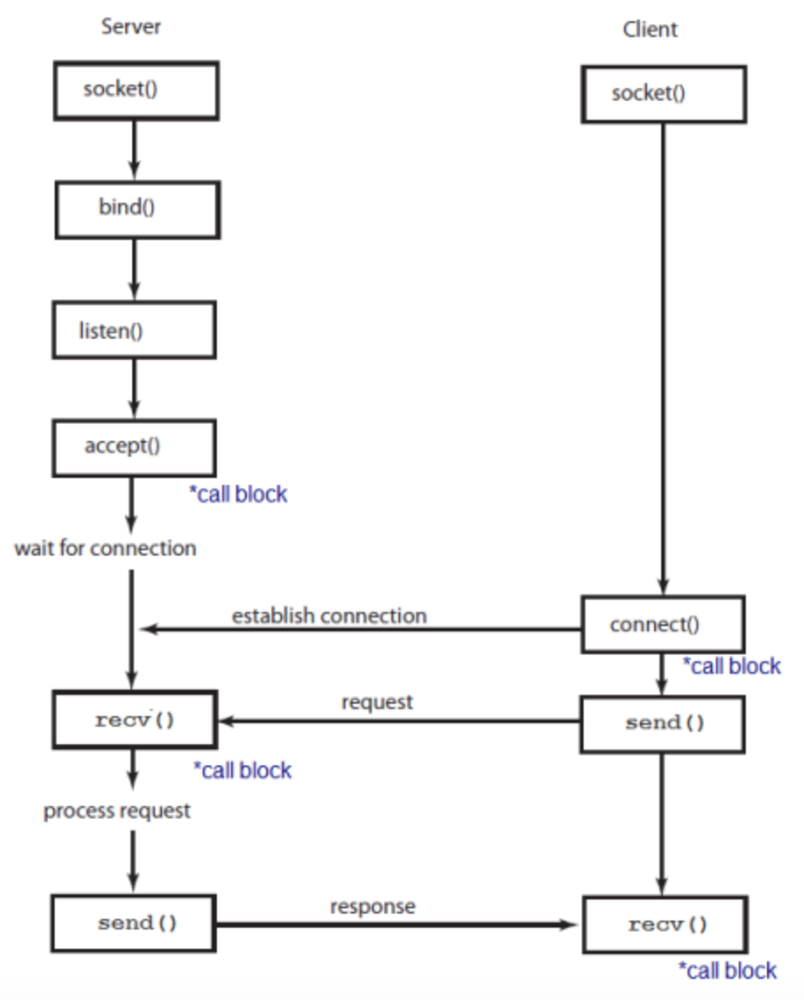 Server
Client
socket()
socket()
bind()
listen()
accept()
*call block
wait for connection
establish connection
connect()
*call block
request
recv()
send()
*call block
process request
response
send()
recv()
*call block